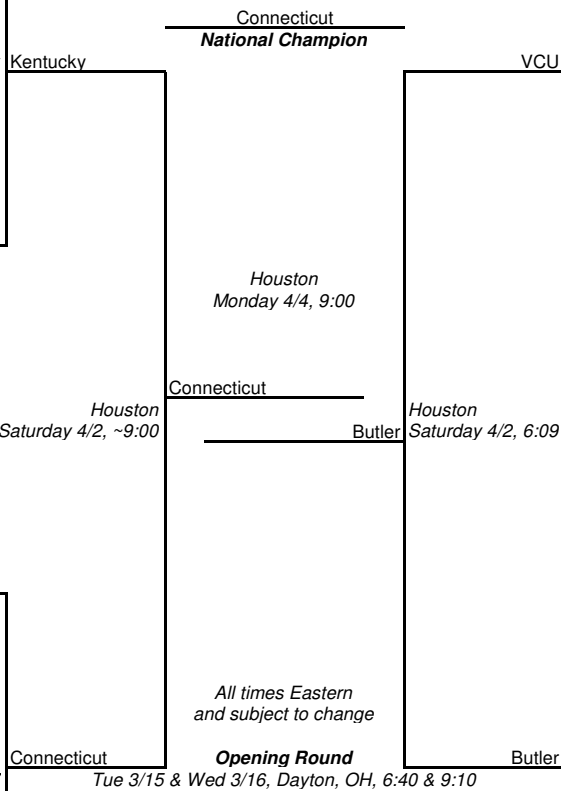 Connecticut
National Champion
Kentucky
VCU
Houston
Monday 4/4, 9:00
Connecticut
Houston
Saturday 4/2, ~9:00
Butler
Houston
Saturday 4/2, 6:09
All times Eastern
and subject to change
Connecticut
Opening Round
Butler
Tue 3/15 & Wed 3/16, Dayton, OH, 6:40 & 9:10